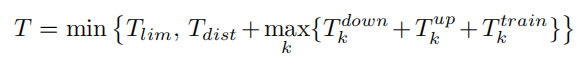 T = min {T_{lim}, T_{dist} + max_k{T_k^{down} + T_k^{up} + T_k^{train}}}